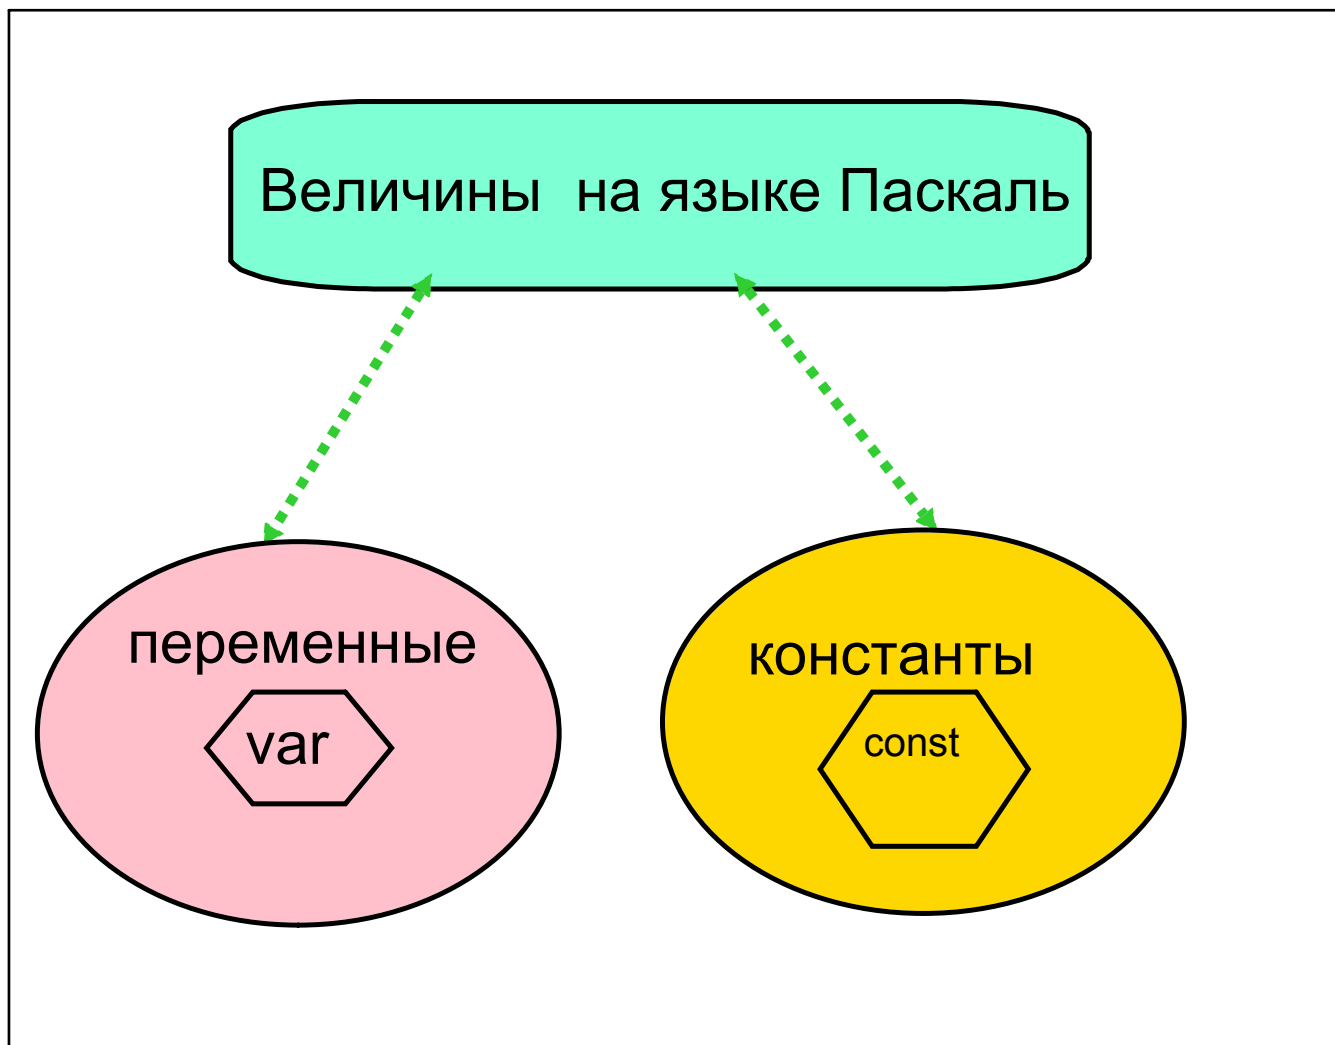 Величины на языке Паскаль
переменные
var
константы
const